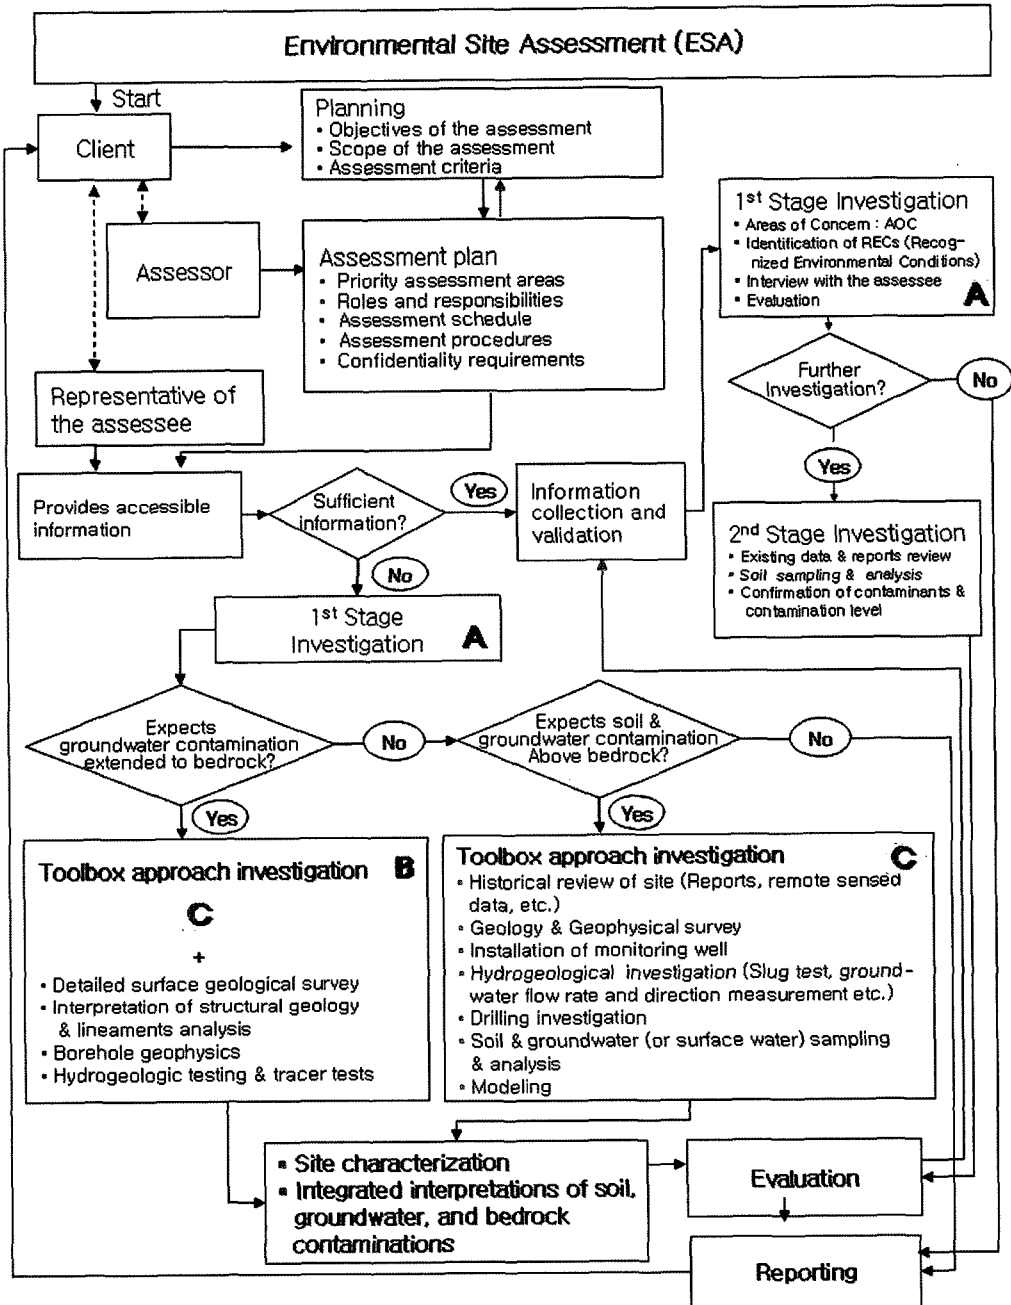 Environmental Site Assessment (ESA)
Start
Client
Planning
• Objectives of the assessment
• Scope of the assessment
• Assessment criteria
Assessor
Assessment plan
• Priority assessment areas
• Roles and responsibilities
• Assessment schedule
• Assessment procedures
• Confidentiality requirements
1st Stage Investigation
• Areas of Concern : AOC
• Identification of RECs (Recog-
nized Environmental Conditions)
• Interview with the assessee
• Evaluation
A
Further
Investigation?
No
Yes
Representative of
the assessee
Provides accessible
information
Sufficient
information?
Yes
No
Information
collection and
validation
2nd Stage Investigation
• Existing data & reports review
• Soil sampling & analysis
• Confirmation of contaminants &
contamination level
1st Stage
Investigation
A
Expects
groundwater contamination
extended to bedrock?
No
Yes
Expects soil &
groundwater contamination
Above bedrock?
No
Yes
Toolbox approach investigation
B
C
+
• Detailed surface geological survey
• Interpretation of structural geology
& lineaments analysis
• Borehole geophysics
• Hydrogeologic testing & tracer tests
Toolbox approach investigation
C
• Historical review of site (Reports, remote sensed
data, etc.)
• Geology & Geophysical survey
• Installation of monitoring well
• Hydrogeological investigation (Slug test, ground-
water flow rate and direction measurement etc.)
• Drilling investigation
• Soil & groundwater (or surface water) sampling
& analysis
• Modeling
▪ Site characterization
▪ Integrated interpretations of soil,
groundwater, and bedrock
contaminations
Evaluation
Reporting